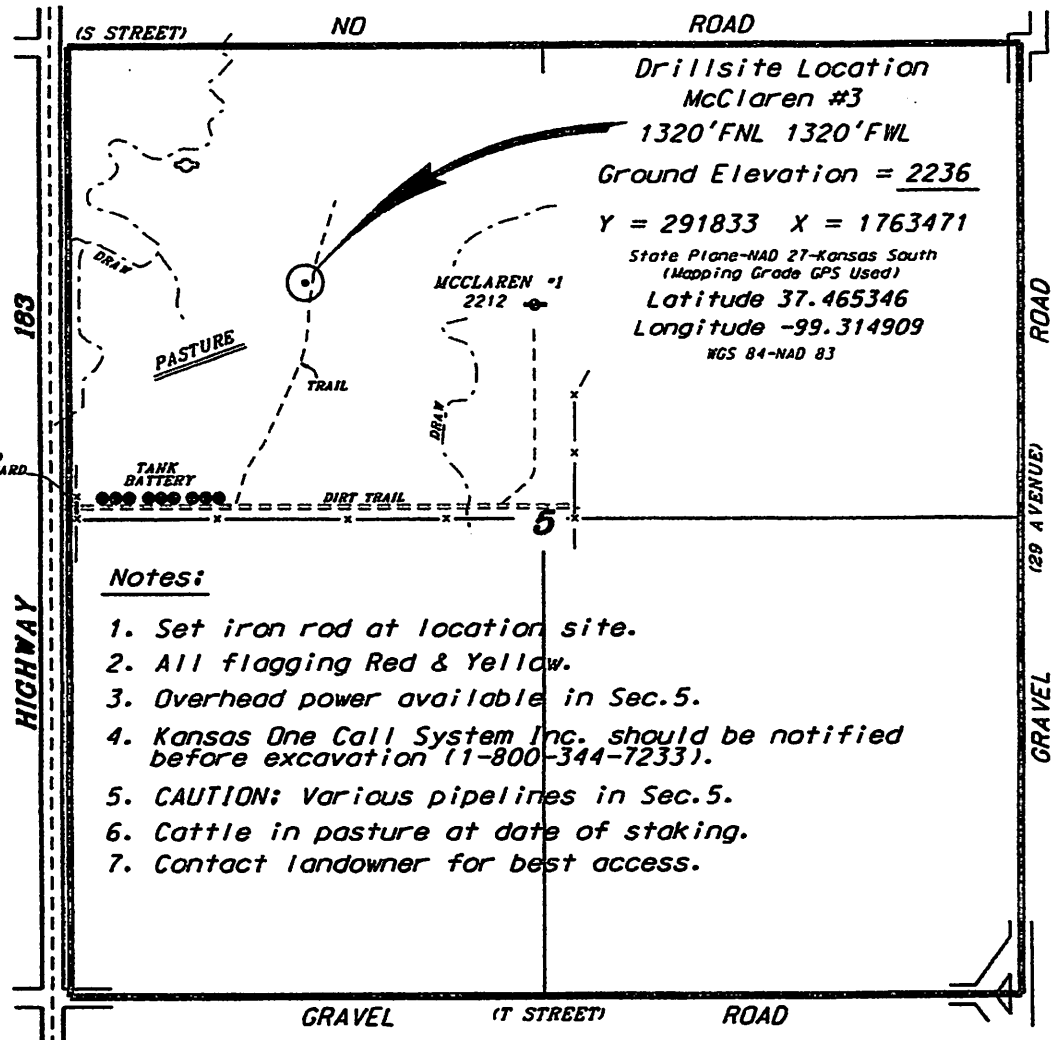 (S STREET) NO ROAD
Drillsite Location
McClaren #3
1320'FNL 1320'FWL
Ground Elevation = 2236
Y = 291833 X = 1763471
State Plane-NAD 27-Kansas South
(Mapping Grade GPS Used)
Latitude 37.465346
Longitude -99.314909
WGS 84-NAD 83
DRAW
MCCLAREN #1
2212
PASTURE
TRAIL
DRAW
TANK
BATTERY
DIRT TRAIL
5
HIGHWAY 183
GRAVEL (29 AVENUE) ROAD
Notes:
1. Set iron rod at location site.
2. All flagging Red & Yellow.
3. Overhead power available in Sec.5.
4. Kansas One Call System Inc. should be notified
before excavation (1-800-344-7233).
5. CAUTION: Various pipelines in Sec.5.
6. Cattle in pasture at date of staking.
7. Contact landowner for best access.
GRAVEL (T STREET) ROAD